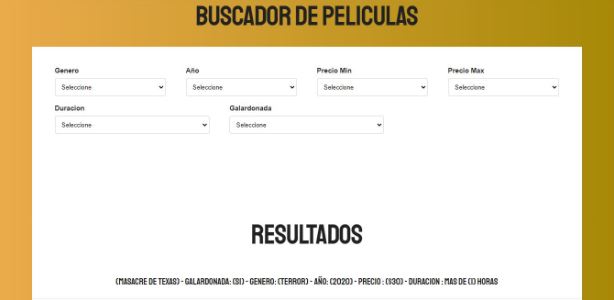 BUSCADOR DE PELICULAS
Genero Año Precio Min Precio Max
Seleccione Seleccione Seleccione Seleccione
Duracion Galardonada
Seleccione Seleccione
RESULTADOS
(MASACRE DE TEXAS) - GALARDONADA: (SI) - GENERO: (TERROR) - AÑO: (2020) - PRECIO : ($30) - DURACION : MAS DE (1) HORAS